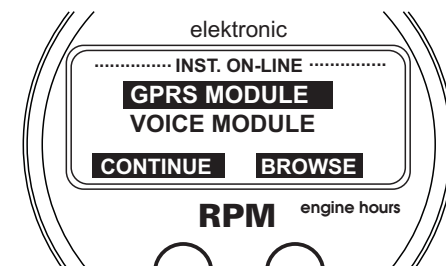 elektronic
INST. ON-LINE
GPRS MODULE
VOICE MODULE
CONTINUE BROWSE
RPM engine hours